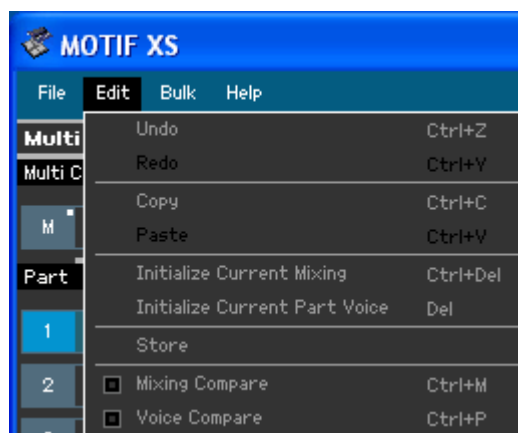 MOTIF XS
File Edit Bulk Help
Multi
Multi C
M
Part
1
2
Undo Ctrl+Z
Redo Ctrl+Y
Copy Ctrl+C
Paste Ctrl+V
Initialize Current Mixing Ctrl+Del
Initialize Current Part Voice Del
Store
Mixing Compare Ctrl+M
Voice Compare Ctrl+P